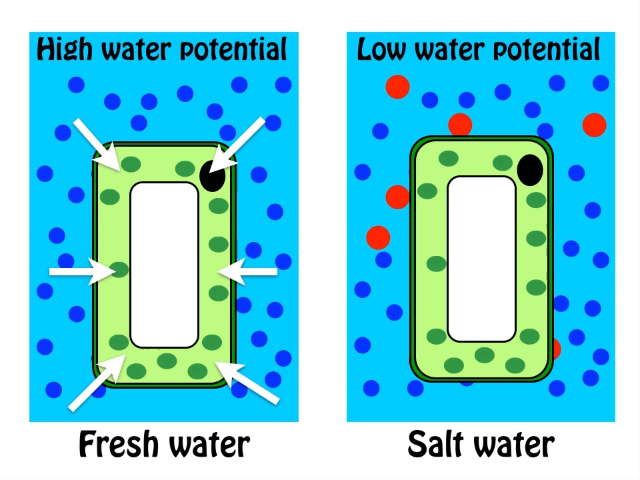 High water potential
Low water potential
Fresh water
Salt water